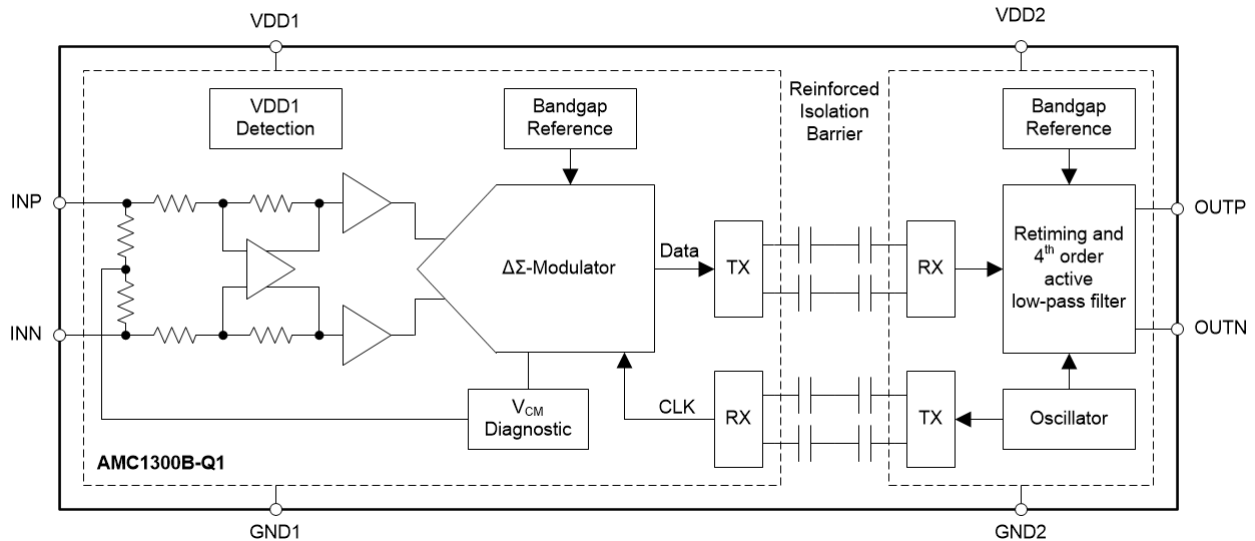 VDD1
VDD2
VDD1
Detection
Bandgap
Reference
Reinforced
Isolation
Barrier
Bandgap
Reference
INP
OUTP
ΔΣ-Modulator
Data
TX
RX
Retiming and
4th order
active
low-pass filter
INN
OUTN
VCM
Diagnostic
CLK
RX
TX
Oscillator
AMC1300B-Q1
GND1
GND2